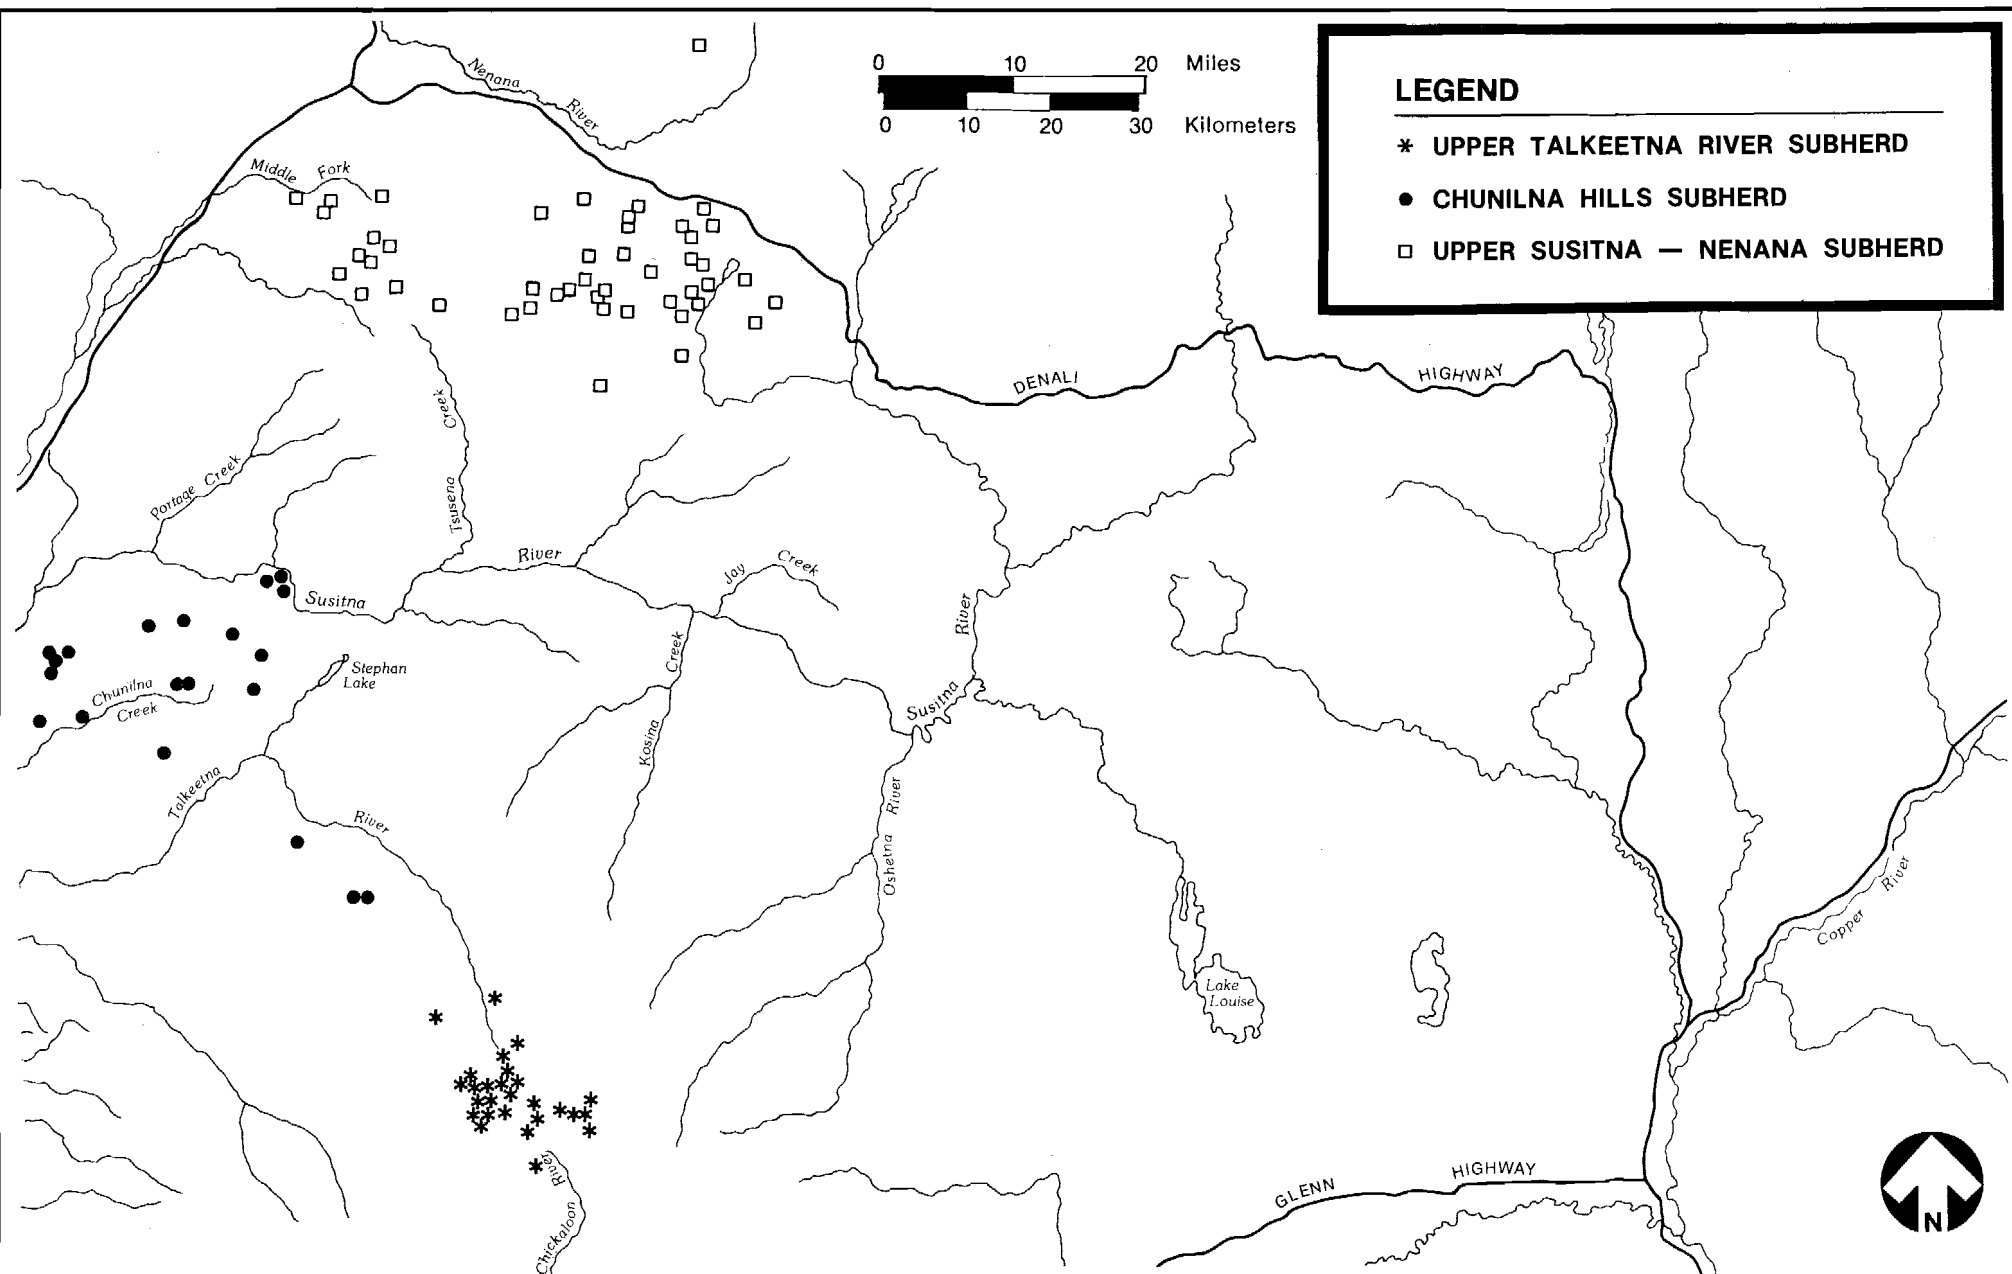 Nenana
River
0 10 20 Miles
0 10 20 30 Kilometers
LEGEND
* UPPER TALKEETNA RIVER SUBHERD
● CHUNILNA HILLS SUBHERD
□ UPPER SUSITNA — NENANA SUBHERD
Middle Fork
DENALI
HIGHWAY
Tsusena Creek
Portage Creek
River
Susitna
Jay Creek
Stephan
Lake
Chunilna
Creek
Kosina Creek
River
Susitna
Talkeetna
River
Oshetna River
Copper River
Lake
Louise
Chickaloon River
GLENN
HIGHWAY
N